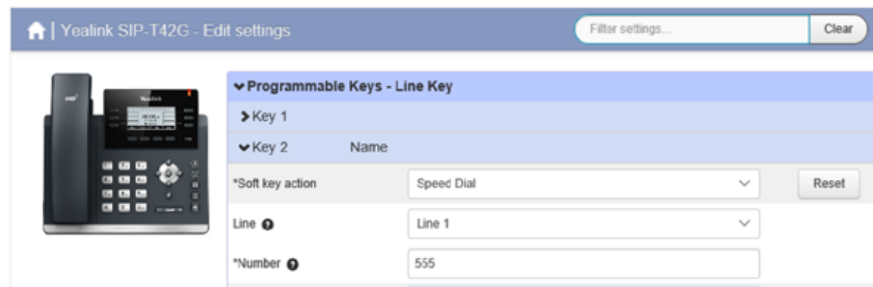 Yealink SIP-T42G - Edit settings
Filter settings...
Clear
Programmable Keys - Line Key
Key 1
Key 2 Name
*Soft key action Speed Dial Reset
Line Line 1
*Number 555
Yealink